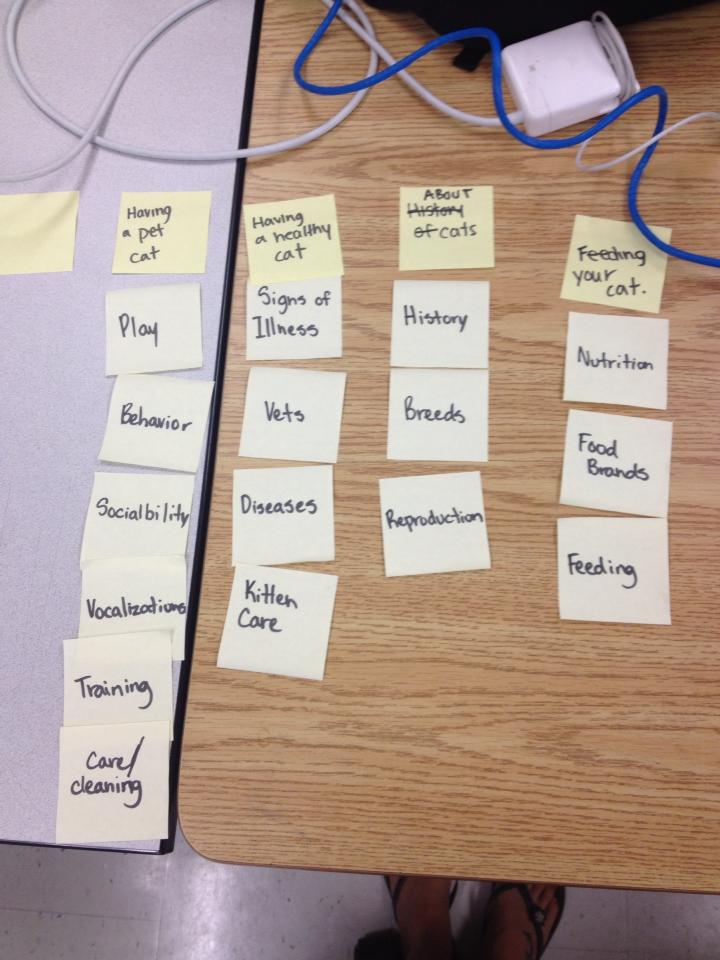 Having
a pet
cat
Play
Behavior
Socialbility
Vocalizations
Training
Care/
cleaning
Having
a healthy
cat
Signs of
Illness
Vets
Diseases
Kitten
Care
ABOUT
History
of cats
History
Breeds
Reproduction
Feeding
your
cat.
Nutrition
Food
Brands
Feeding